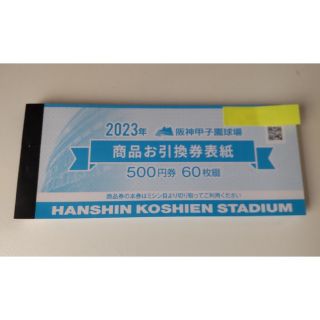 2023年 阪神甲子園球場
商品お引換券表紙
500円券 60枚綴
商品券の本券はミシン目より切り取ってご利用ください
HANSHIN KOSHIEN STADIUM